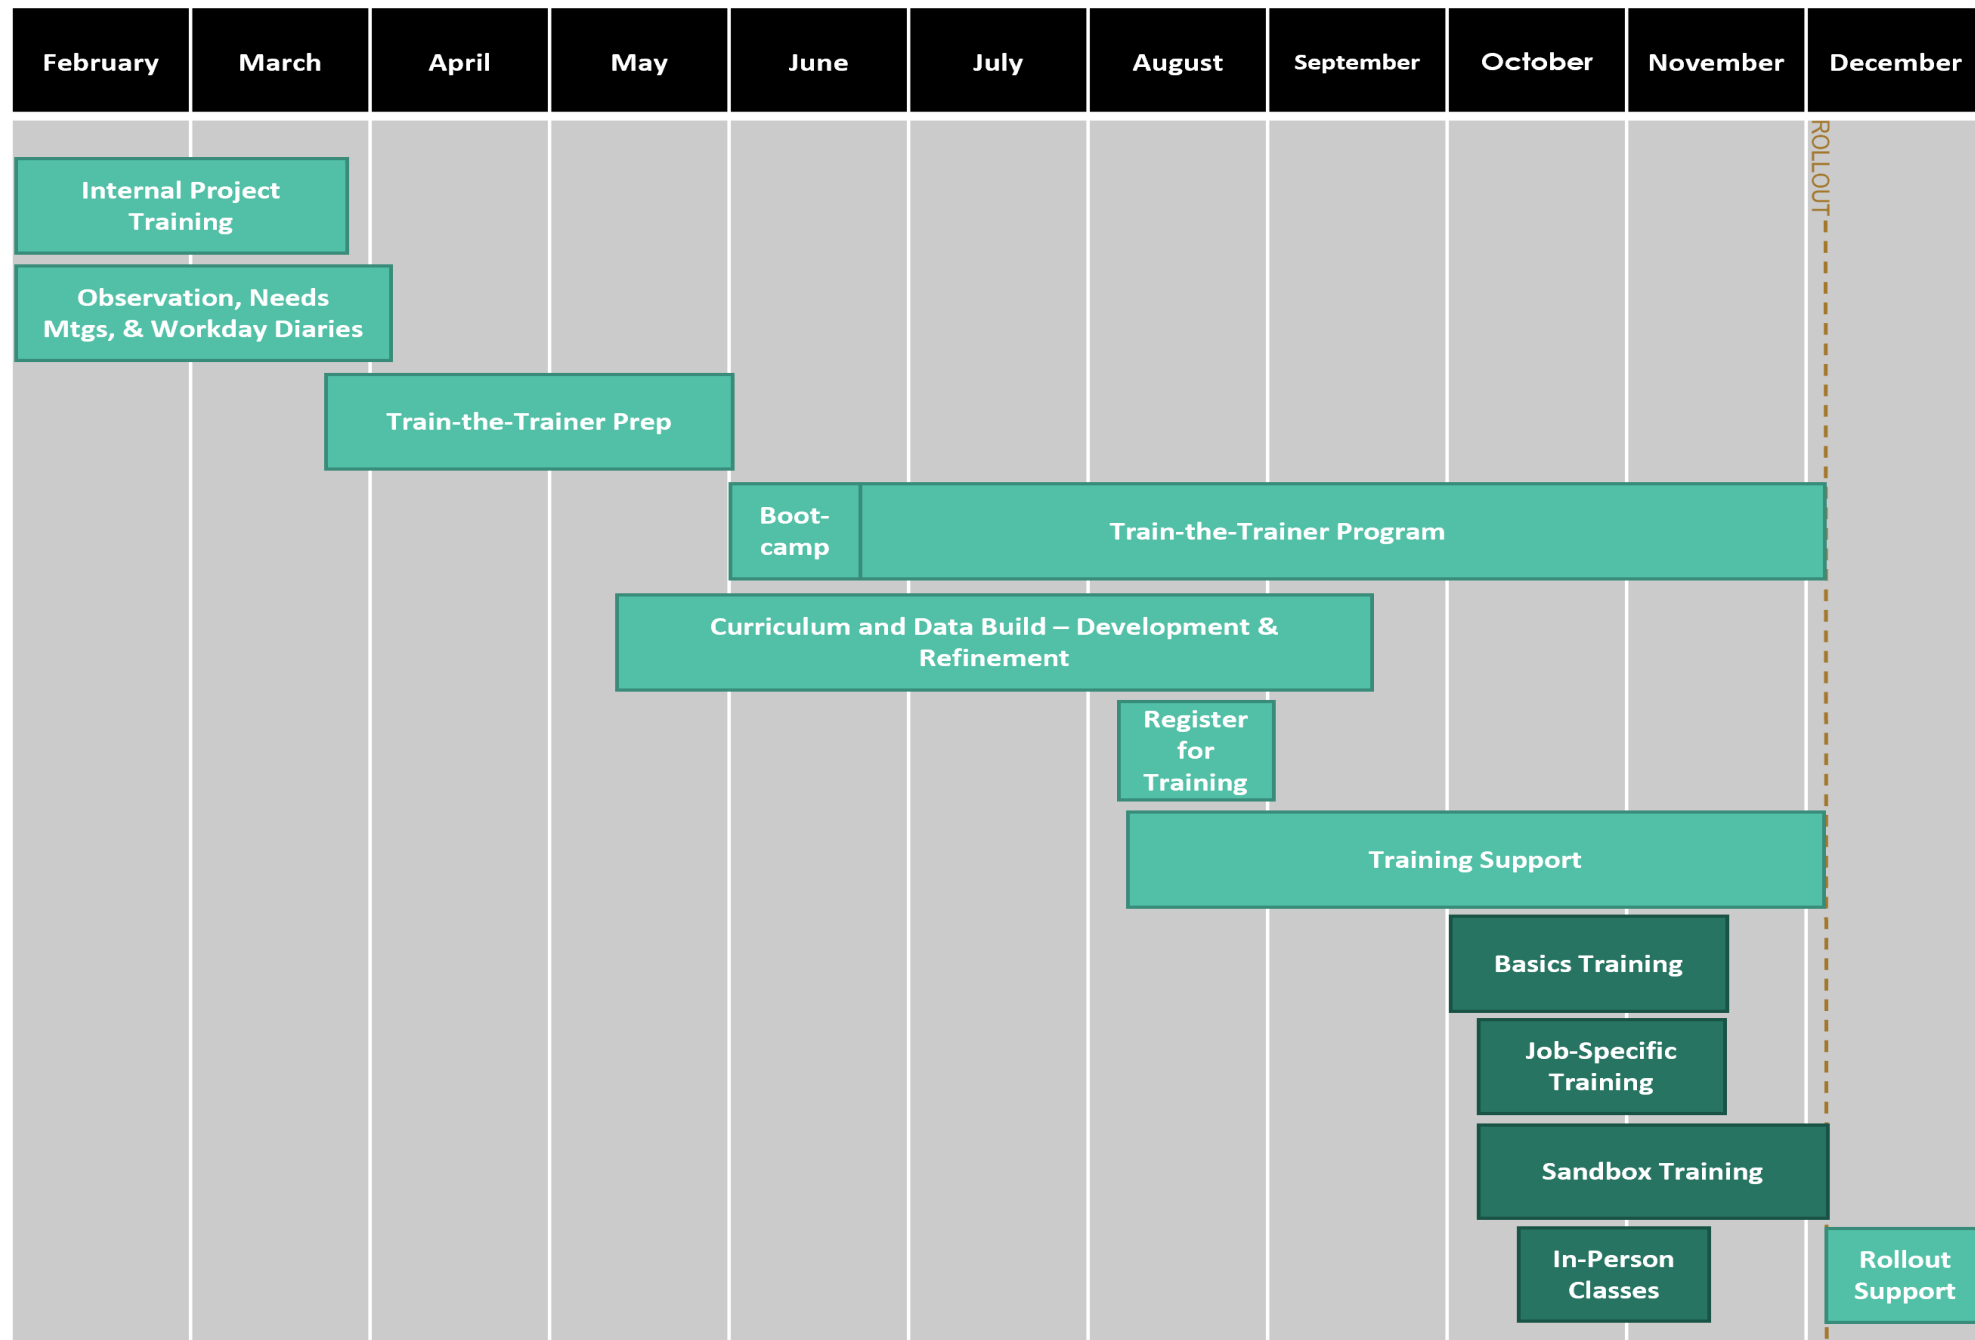 February March April May June July August September October November December
ROLLOUT
Internal Project
Training
Observation, Needs
Mtgs, & Workday Diaries
Train-the-Trainer Prep
Boot-
camp
Train-the-Trainer Program
Curriculum and Data Build – Development &
Refinement
Register
for
Training
Training Support
Basics Training
Job-Specific
Training
Sandbox Training
In-Person
Classes
Rollout
Support